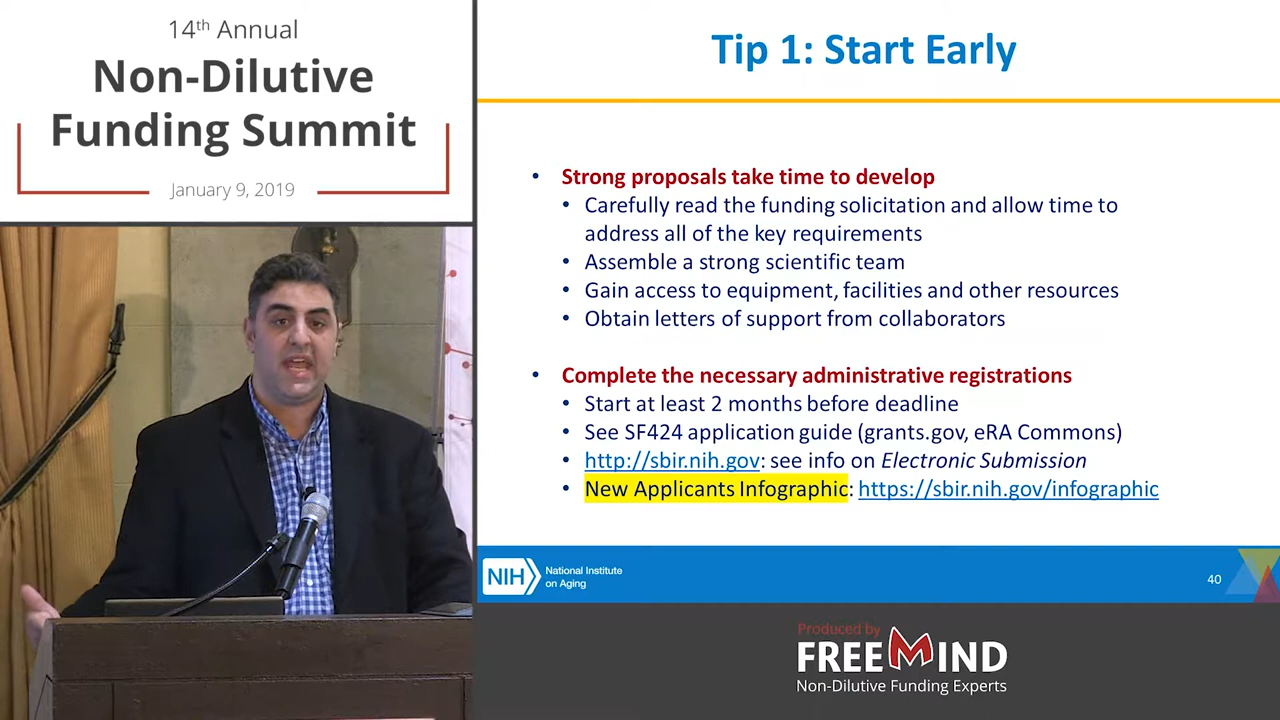 14th Annual
Non-Dilutive
Funding Summit
January 9, 2019
Tip 1: Start Early
• Strong proposals take time to develop
• Carefully read the funding solicitation and allow time to
address all of the key requirements
• Assemble a strong scientific team
• Gain access to equipment, facilities and other resources
• Obtain letters of support from collaborators
• Complete the necessary administrative registrations
• Start at least 2 months before deadline
• See SF424 application guide (grants.gov, eRA Commons)
• http://sbir.nih.gov: see info on Electronic Submission
• New Applicants Infographic: https://sbir.nih.gov/infographic
NIH National Institute
on Aging
40
Produced by
FREEMIND
Non-Dilutive Funding Experts